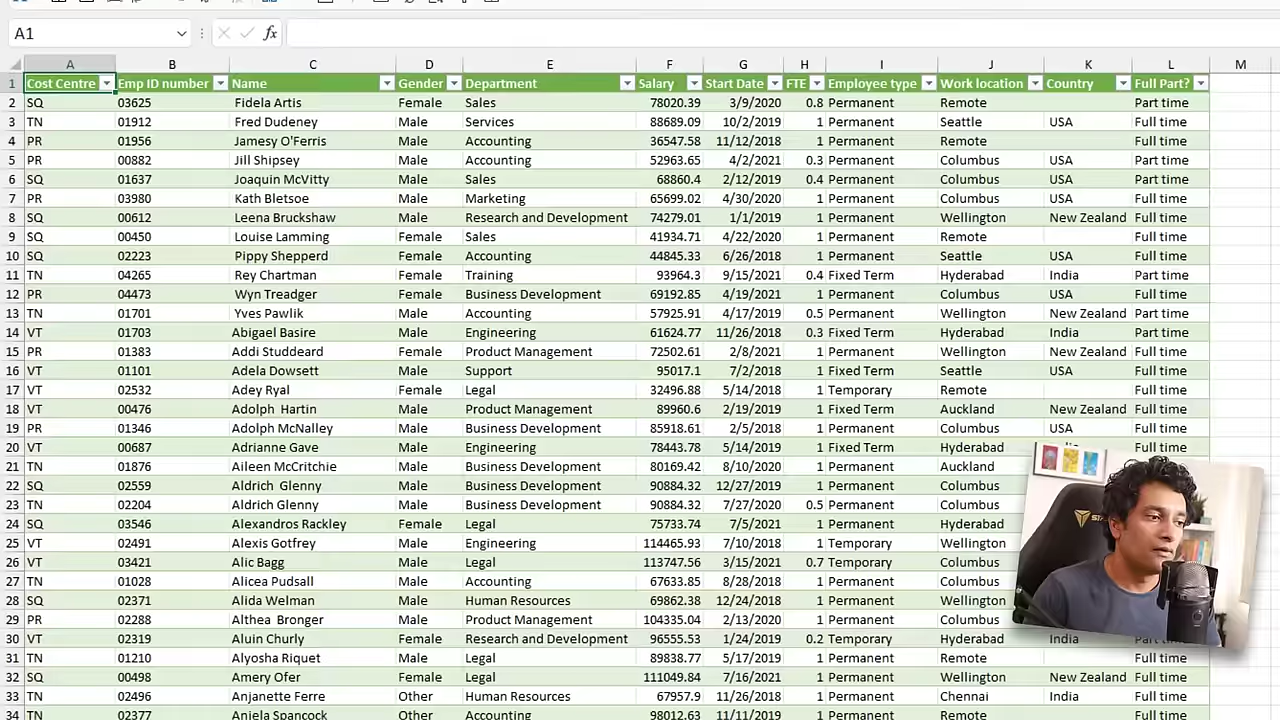 A1 fx
A B C D E F G H I J K L M
1 Cost Centre Emp ID number Name Gender Department Salary Start Date FTE Employee type Work location Country Full Part?
2 SQ 03625 Fidela Artis Female Sales 78020.39 3/9/2020 0.8 Permanent Remote Part time
3 TN 01912 Fred Dudeney Male Services 88689.09 10/2/2019 1 Permanent Seattle USA Full time
4 PR 01956 Jamesy O'Ferris Male Accounting 36547.58 11/12/2018 1 Permanent Remote Full time
5 PR 00882 Jill Shipsey Male Accounting 52963.65 4/2/2021 0.3 Permanent Columbus USA Part time
6 SQ 01637 Joaquin McVitty Male Sales 68860.4 2/12/2019 0.4 Permanent Columbus USA Part time
7 PR 03980 Kath Bletsoe Male Marketing 65699.02 4/30/2020 1 Permanent Columbus USA Full time
8 SQ 00612 Leena Bruckshaw Male Research and Development 74279.01 1/1/2019 1 Permanent Wellington New Zealand Full time
9 SQ 00450 Louise Lamming Female Sales 41934.71 4/22/2020 1 Permanent Remote Full time
10 SQ 02223 Pippy Shepperd Female Accounting 44845.33 6/26/2018 1 Permanent Seattle USA Full time
11 TN 04265 Rey Chartman Female Training 93964.3 9/15/2021 0.4 Fixed Term Hyderabad India Part time
12 PR 04473 Wyn Treadger Female Business Development 69192.85 4/19/2021 1 Permanent Columbus USA Full time
13 TN 01701 Yves Pawlik Male Accounting 57925.91 4/17/2019 0.5 Permanent Wellington New Zealand Part time
14 VT 01703 Abigael Basire Male Engineering 61624.77 11/26/2018 0.3 Fixed Term Hyderabad India Part time
15 PR 01383 Addi Studdeard Female Product Management 72502.61 2/8/2021 1 Permanent Wellington New Zealand Full time
16 VT 01101 Adela Dowsett Male Support 95017.1 7/2/2018 1 Fixed Term Seattle USA Full time
17 VT 02532 Adey Ryal Female Legal 32496.88 5/14/2018 1 Temporary Remote Full time
18 VT 00476 Adolph Hartin Male Product Management 89960.6 2/19/2019 1 Fixed Term Auckland New Zealand Full time
19 PR 01346 Adolph McNalley Male Business Development 85918.61 2/5/2018 1 Permanent Columbus USA Full time
20 VT 00687 Adrianne Gave Male Engineering 78443.78 5/14/2019 1 Fixed Term Hyderabad Full time
21 TN 01876 Aileen McCritchie Male Business Development 80169.42 8/10/2020 1 Permanent Auckland
22 SQ 02559 Aldrich Glenny Male Business Development 90884.32 12/27/2019 1 Permanent Columbus
23 TN 02204 Aldrich Glenny Male Business Development 90884.32 7/27/2020 0.5 Permanent Columbus
24 SQ 03546 Alexandros Rackley Female Legal 75733.74 7/5/2021 1 Permanent Hyderabad
25 VT 02491 Alexis Gotfrey Male Engineering 114465.93 7/10/2018 1 Temporary Wellington
26 VT 03421 Alic Bagg Male Legal 113747.56 3/15/2021 0.7 Temporary Columbus
27 TN 01028 Alicea Pudsall Male Accounting 67633.85 8/28/2018 1 Permanent Columbus
28 SQ 02371 Alida Welman Male Human Resources 69862.38 12/24/2018 1 Permanent Wellington
29 PR 02288 Althea Bronger Male Product Management 104335.04 2/13/2020 1 Permanent Columbus
30 VT 02319 Aluin Churly Female Research and Development 96555.53 1/24/2019 0.2 Temporary Hyderabad India Part time
31 TN 01210 Alyosha Riquet Male Legal 89838.77 5/17/2019 1 Permanent Remote Full time
32 SQ 00498 Amery Ofer Female Legal 111049.84 7/16/2021 1 Permanent Wellington New Zealand Full time
33 TN 02496 Anjanette Ferre Other Human Resources 67957.9 11/26/2018 1 Permanent Chennai India Full time
34 TN 02377 Aniela Spancock Other Accounting 98012.63 11/11/2019 1 Permanent Remote Full time